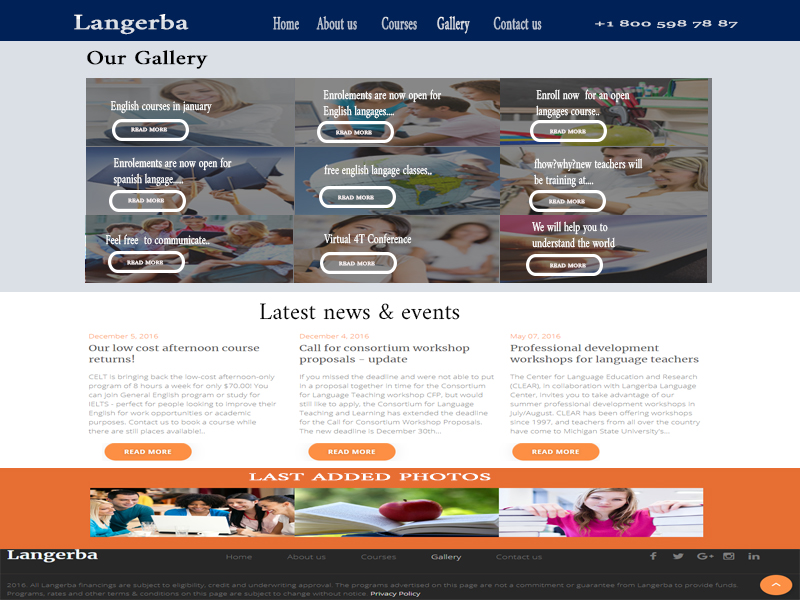 Langerba
Home About us Courses Gallery Contact us
+1 800 598 78 87
Our Gallery
English courses in january
READ MORE
Enrolements are now open for
English langages....
READ MORE
Enroll now for an open
langages course..
READ MORE
Enrolements are now open for
spanish langage.....
READ MORE
free english langage classes..
READ MORE
fhow?why?new teachers will
be training at....
READ MORE
Feel free to communicate..
READ MORE
Virtual 4T Conference
READ MORE
We will help you to
understand the world
READ MORE
Latest news & events
December 5, 2016
Our low cost afternoon course
returns!
CELT is bringing back the low-cost afternoon-only
program of 8 hours a week for only $70.00! You
can join General English program or study for
IELTS - perfect for people looking to improve their
English for work opportunities or academic
purposes. Contact us to book a course while
there are still places available!..
READ MORE
December 4, 2016
Call for consortium workshop
proposals - update
If you missed the deadline and were not able to put
in a proposal together in time for the Consortium
for Language Teaching workshop CFP, but would
still like to apply, the Consortium for Language
Teaching and Learning has extended the deadline
for the Call for Consortium Workshop Proposals.
The new deadline is December 30th...
READ MORE
May 07, 2016
Professional development
workshops for language teachers
The Center for Language Education and Research
(CLEAR), in collaboration with Langerba Language
Center, invites you to take advantage of our
summer professional development workshops in
July/August. CLEAR has been offering workshops
since 1997, and teachers from all over the country
have come to Michigan State University's...
READ MORE
LAST ADDED PHOTOS
Langerba
Home About us Courses Gallery Contact us
2016. All Langerba financings are subject to eligibility, credit and underwriting approval. The programs advertised on this page are not a commitment or guarantee from Langerba to provide funds.
Programs, rates and other terms & conditions on this page are subject to change without notice. Privacy Policy